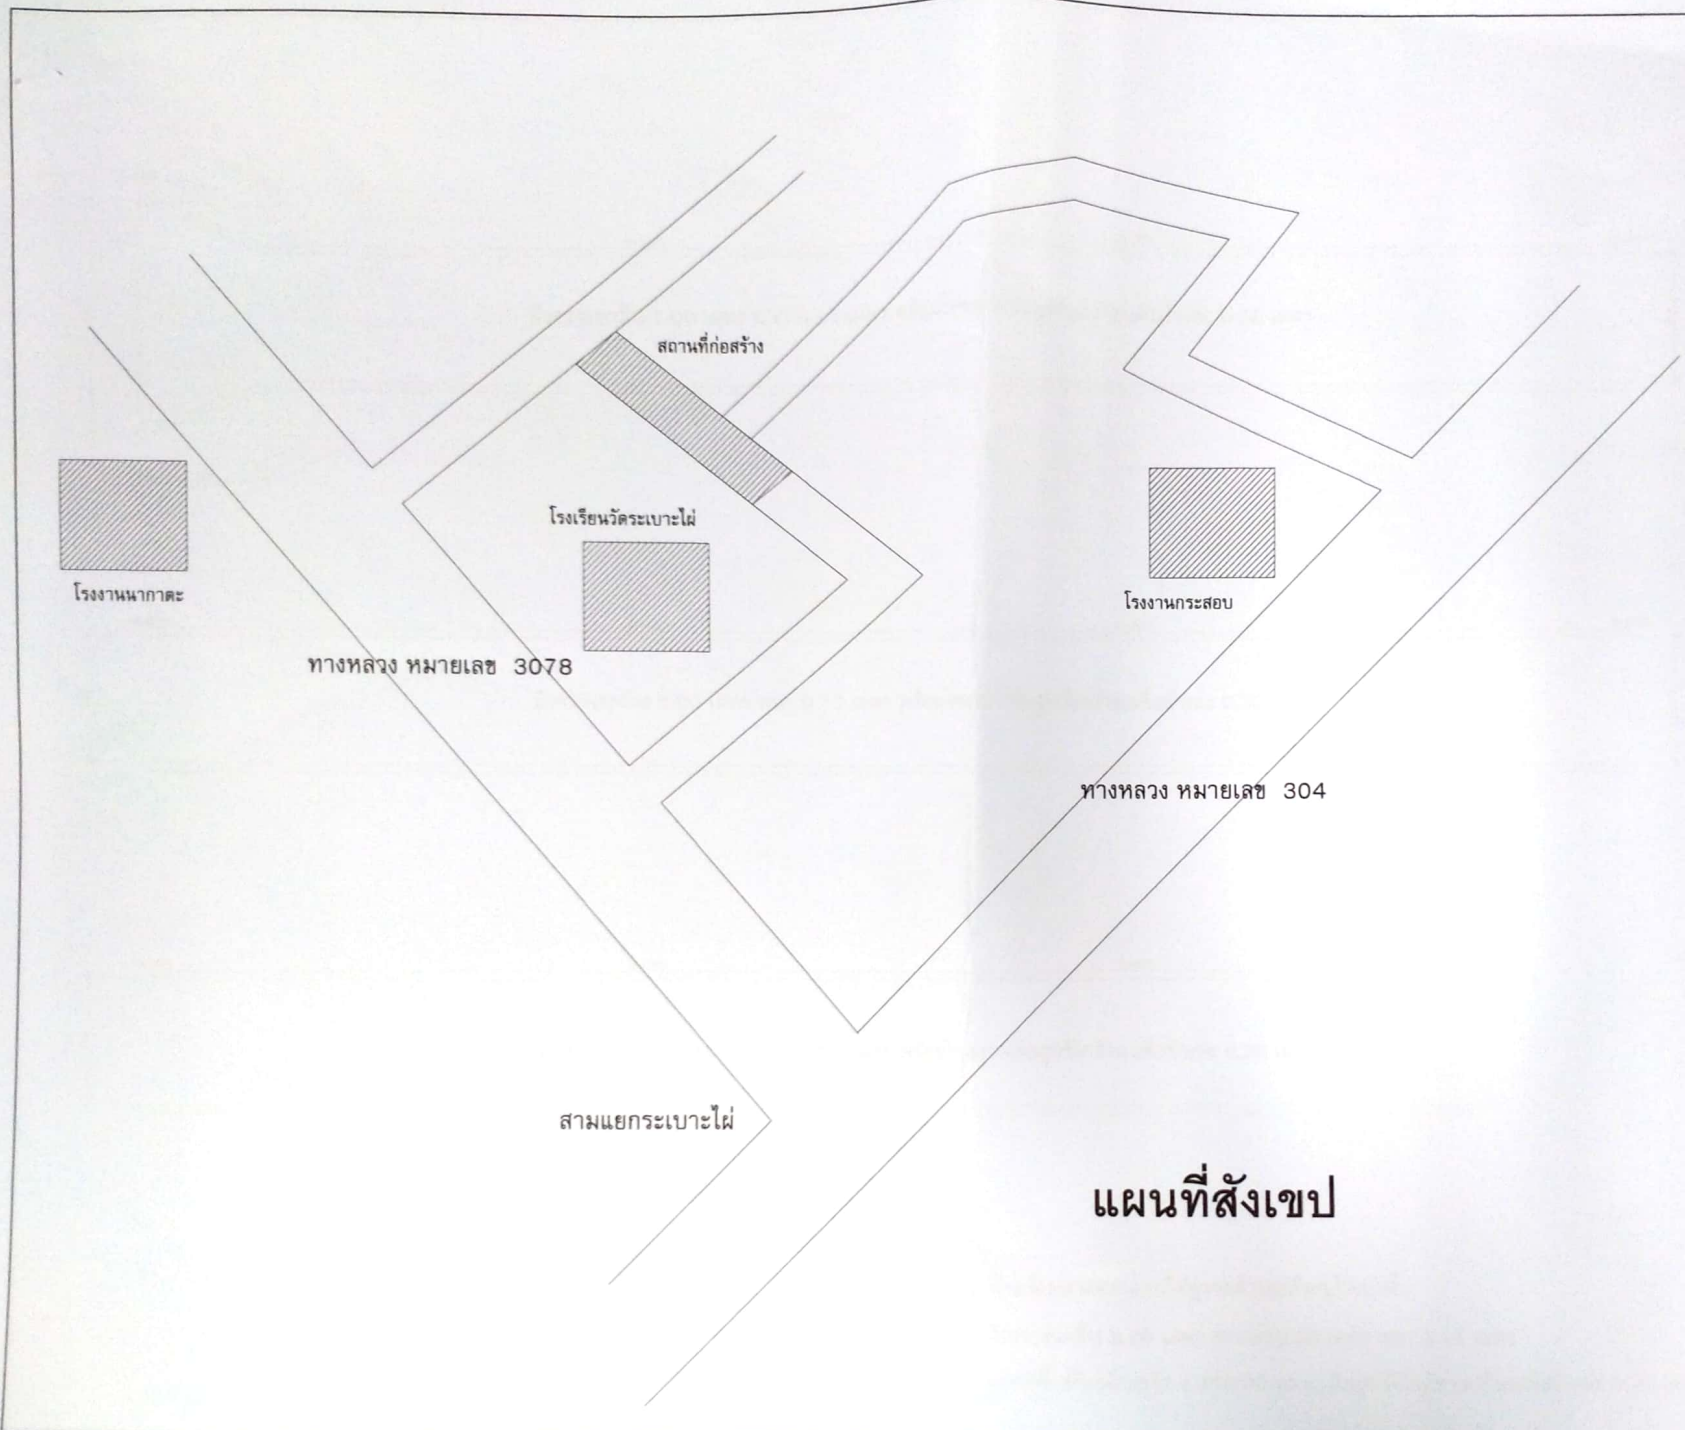 สถานที่ก่อสร้าง
โรงเรียนวัดระเบาะไผ่
โรงงานนากาตะ
โรงงานกระสอบ
ทางหลวง หมายเลข 3078
ทางหลวง หมายเลข 304
สามแยกระเบาะไผ่
แผนที่สังเขป